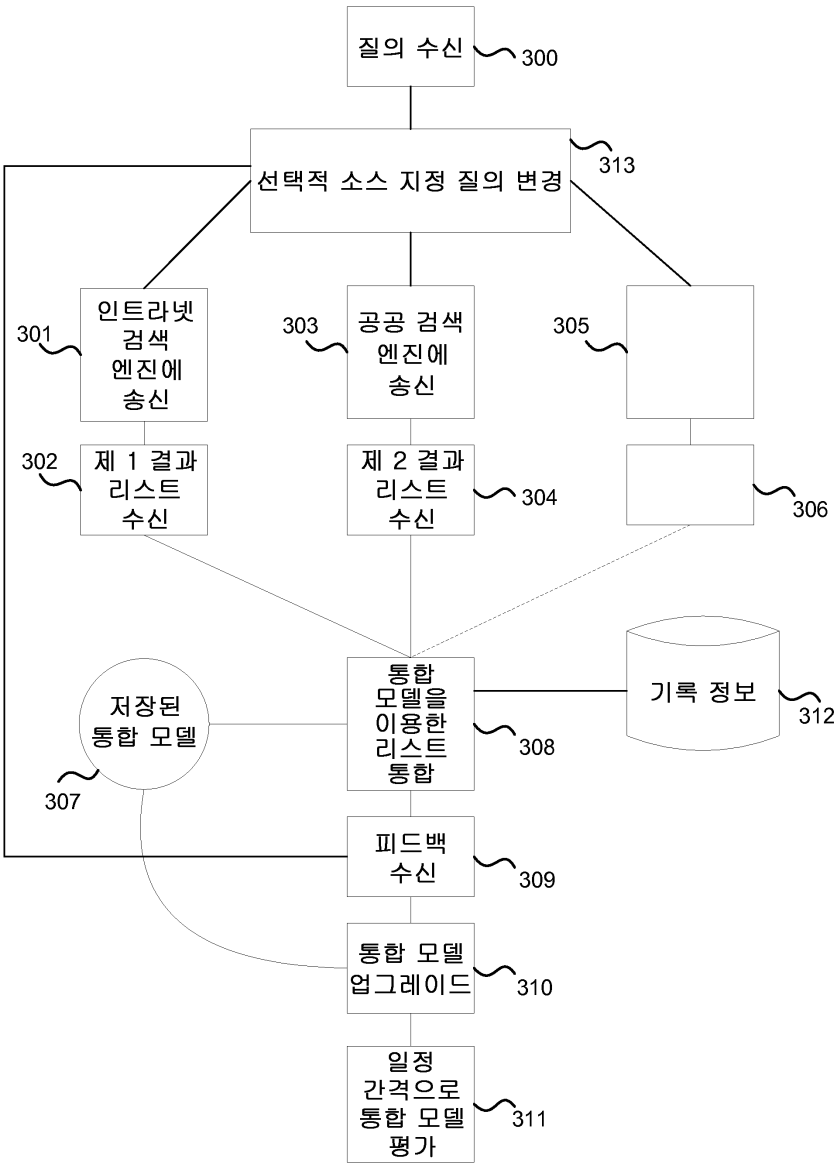 질의 수신
300
선택적 소스 지정 질의 변경
313
인트라넷
검색
엔진에
송신
301
공공 검색
엔진에
송신
303
305
제 1 결과
리스트
수신
302
제 2 결과
리스트
수신
304
306
저장된
통합 모델
307
통합
모델을
이용한
리스트
통합
308
기록 정보
312
피드백
수신
309
통합 모델
업그레이드
310
일정
간격으로
통합 모델
평가
311